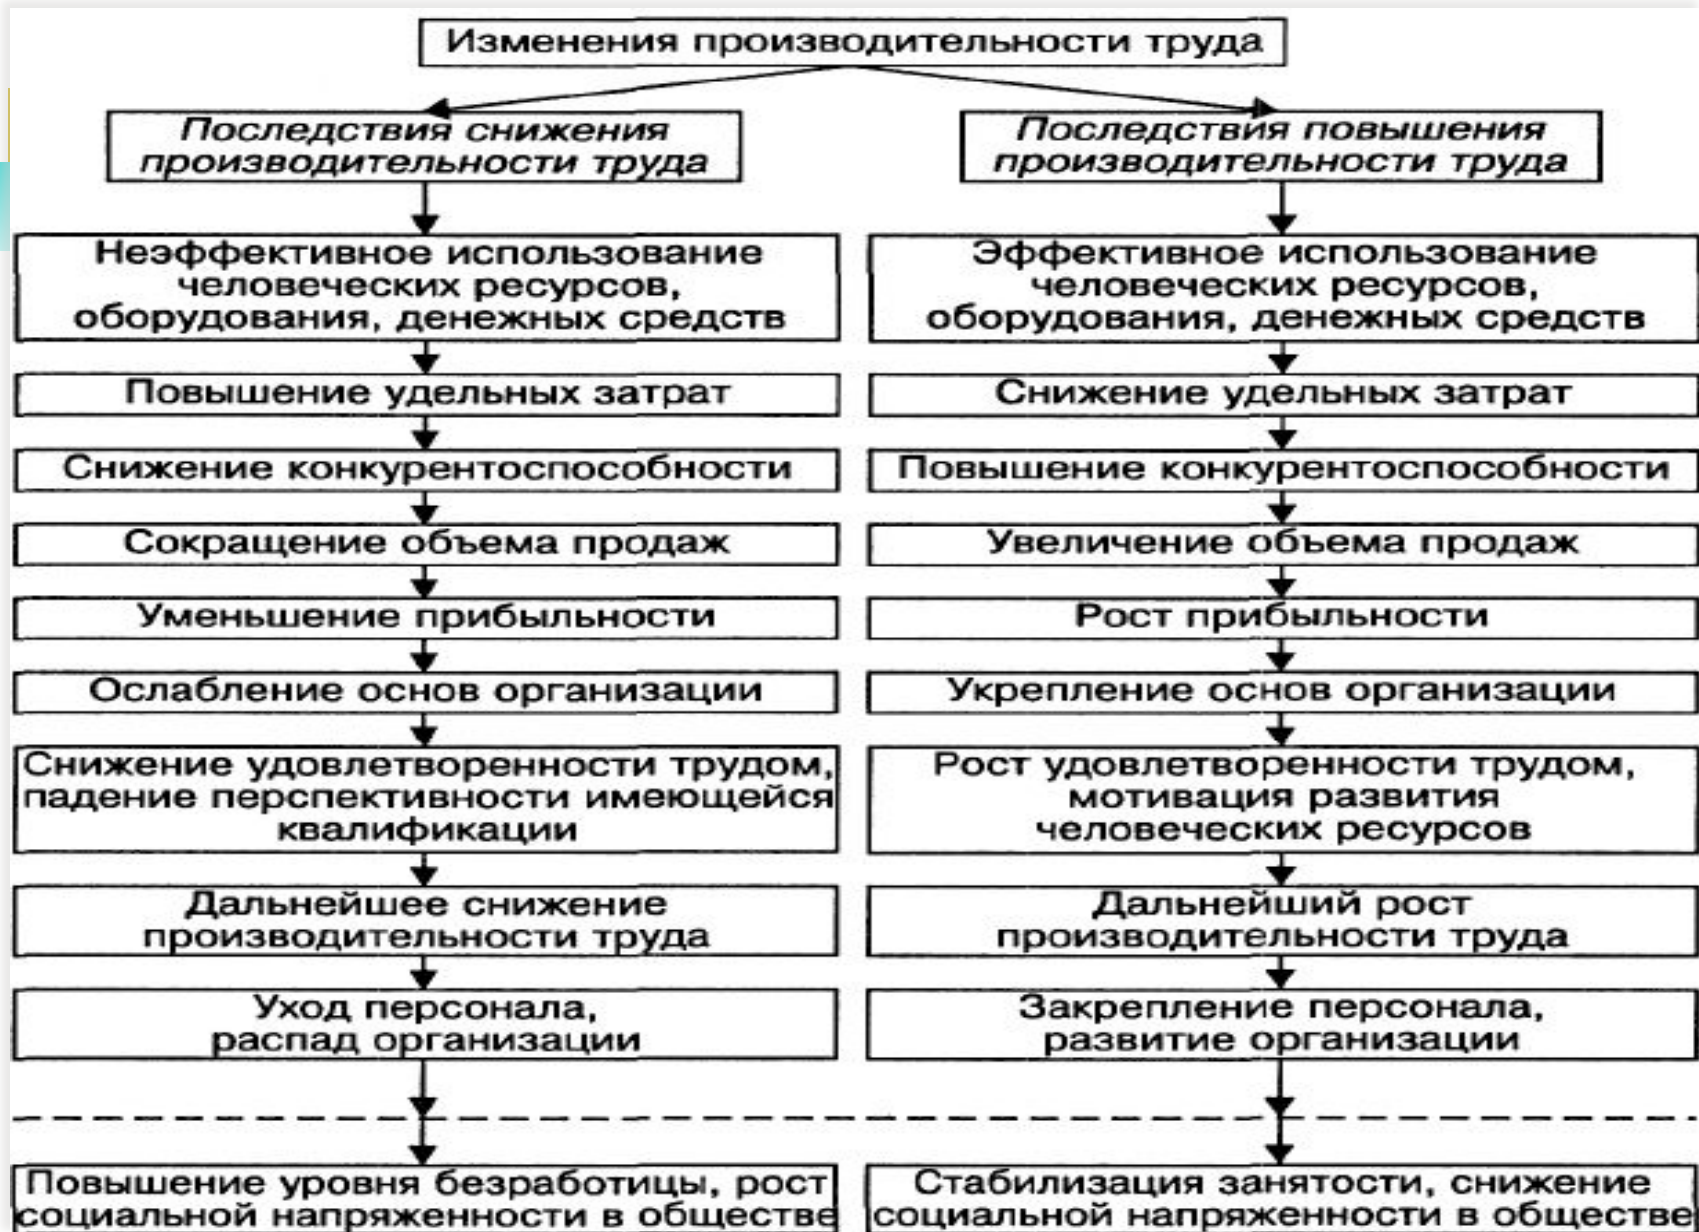 Изменения производительности труда
Последствия снижения
производительности труда
Неэффективное использование
человеческих ресурсов,
оборудования, денежных средств
Повышение удельных затрат
Снижение конкурентоспособности
Сокращение объема продаж
Уменьшение прибыльности
Ослабление основ организации
Снижение удовлетворенности трудом,
падение перспективности имеющейся
квалификации
Дальнейшее снижение
производительности труда
Уход персонала,
распад организации
Повышение уровня безработицы, рост
социальной напряженности в обществе
Последствия повышения
производительности труда
Эффективное использование
человеческих ресурсов,
оборудования, денежных средств
Снижение удельных затрат
Повышение конкурентоспособности
Увеличение объема продаж
Рост прибыльности
Укрепление основ организации
Рост удовлетворенности трудом,
мотивация развития
человеческих ресурсов
Дальнейший рост
производительности труда
Закрепление персонала,
развитие организации
Стабилизация занятости, снижение
социальной напряженности в обществе